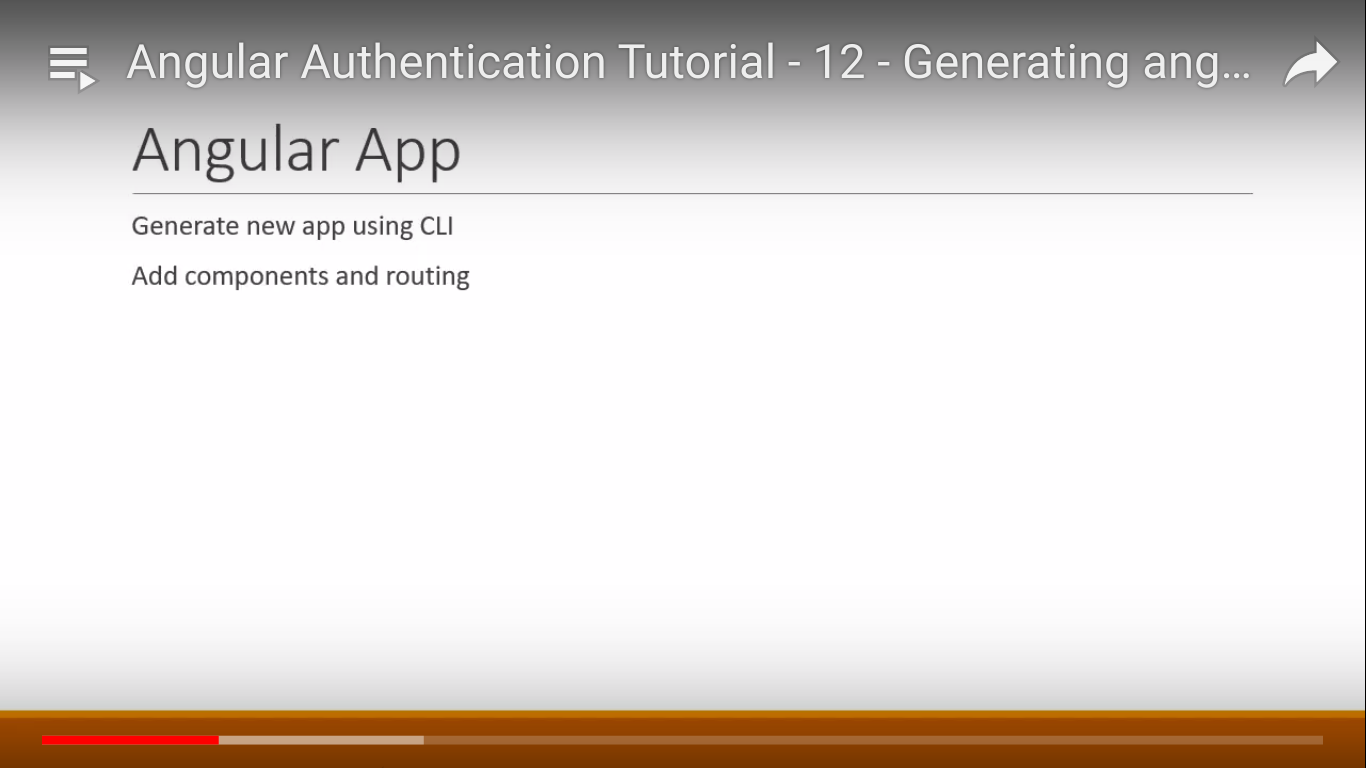 Angular Authentication Tutorial - 12 - Generating ang...
Angular App
Generate new app using CLI
Add components and routing